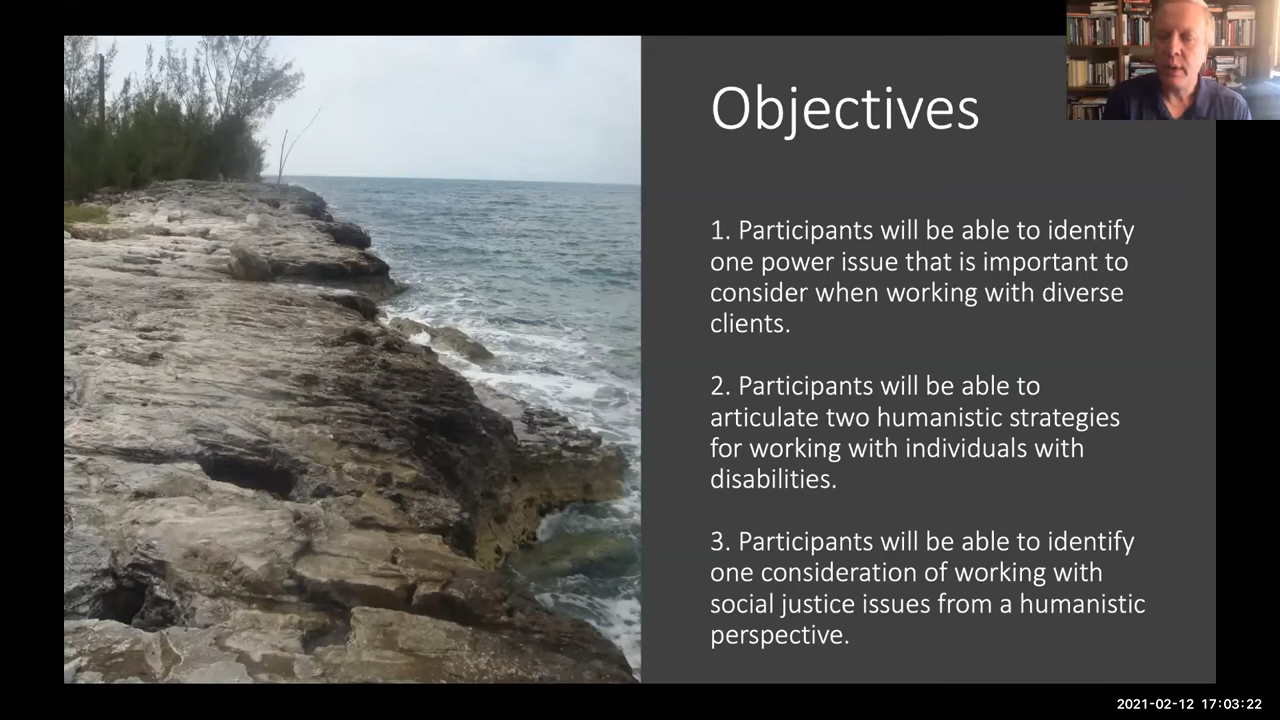 Objectives
1. Participants will be able to identify
one power issue that is important to
consider when working with diverse
clients.
2. Participants will be able to
articulate two humanistic strategies
for working with individuals with
disabilities.
3. Participants will be able to identify
one consideration of working with
social justice issues from a humanistic
perspective.
2021-02-12 17:03:22